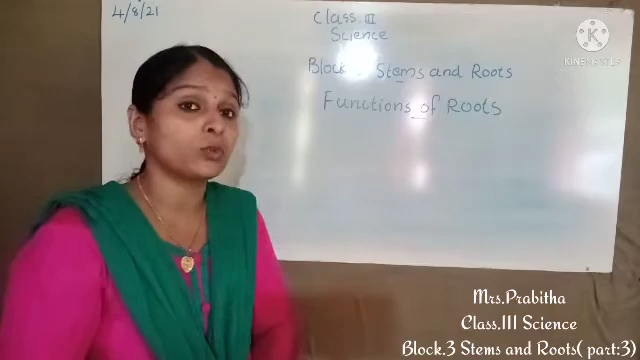 4/8/21
Class III
Science
Block Stems and Roots
Functions of Roots
KINEMASTER
Mrs.Prabitha
Class.III Science
Block.3 Stems and Roots( part:3)